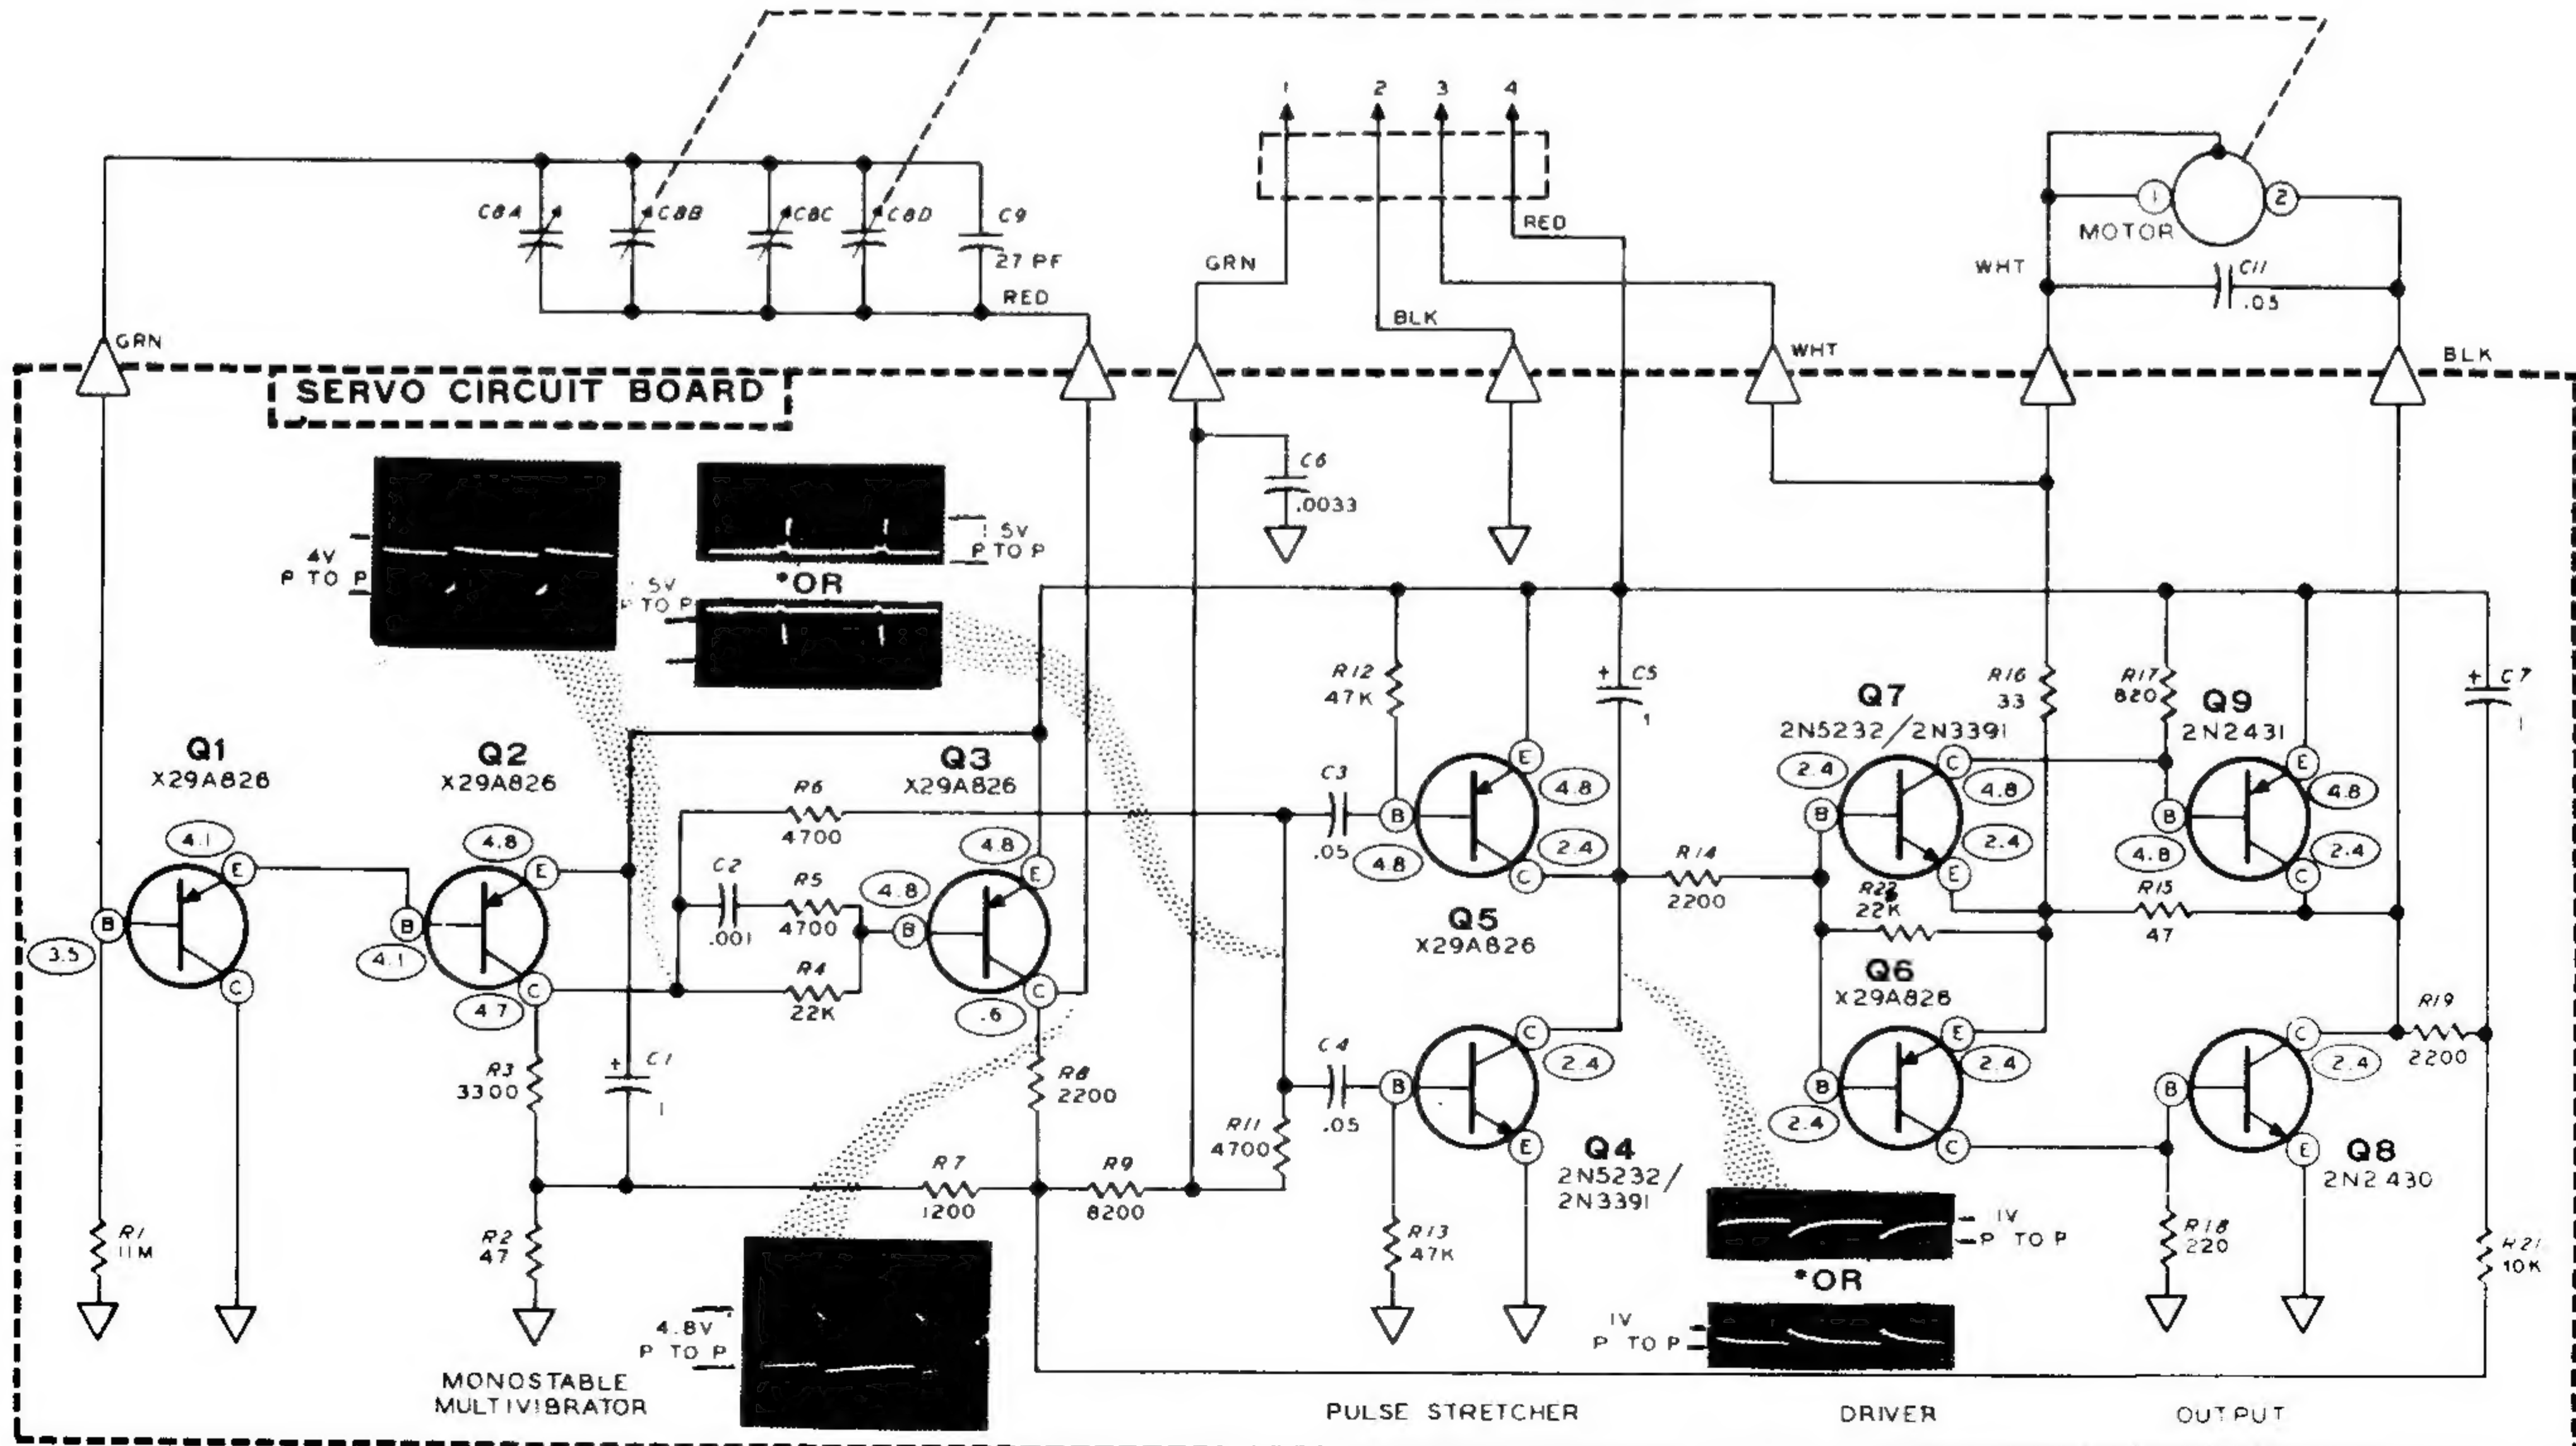 1 2 3 4
C8A C8B C8C C8D C9
27 PF
RED
GRN
GRN
BLK
RED
WHT
WHT
1 2
MOTOR
C11
.05
BLK
SERVO CIRCUIT BOARD
4V
P TO P
5V
P TO P
*OR
5V
TO P
C6
.0033
R12
47K
+ C5
1
Q7
2N5232/2N3391
R16
33
R17
820
Q9
2N2431
+ C7
1
Q1
X29A826
Q2
X29A826
Q3
X29A826
R6
4700
C2
.001
R5
4700
R4
22K
4.1
E
B
3.5
C
4.8
E
B
4.1
4.7
C
4.8
E
4.8
B
C
.6
C3
.05
B
4.8
E
4.8
2.4
C
Q5
X29A826
R14
2200
2.4
B
C
4.8
2.4
E
R22
*
22K
B
4.8
E
4.8
2.4
C
R15
47
Q6
X29A826
R3
3300
+ C1
1
R8
2200
C4
.05
B
C
2.4
E
Q4
2N5232/
2N3391
R11
4700
B
2.4
E
2.4
C
B
C
2.4
E
Q8
2N2430
R19
2200
R1
11M
R2
47
R7
1200
R9
8200
R13
47K
1V
P TO P
*OR
1V
P TO P
R18
220
R21
10K
4.8V
P TO P
MONOSTABLE
MULTIVIBRATOR
PULSE STRETCHER
DRIVER
OUTPUT